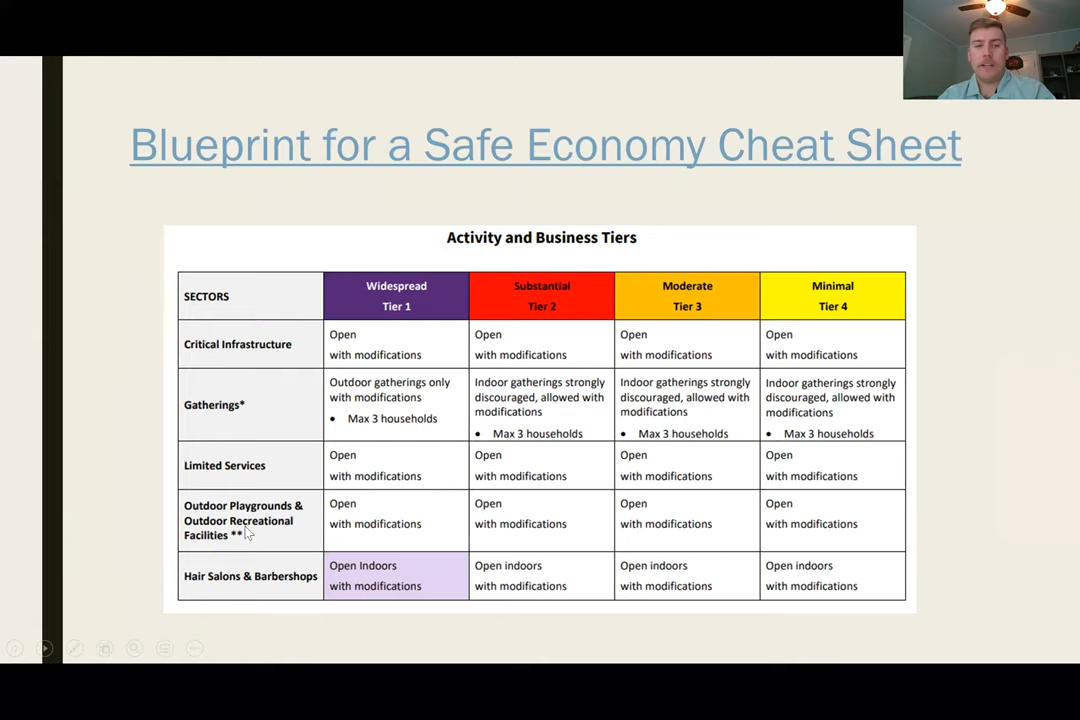 Blueprint for a Safe Economy Cheat Sheet
Activity and Business Tiers
SECTORS
Widespread
Tier 1
Substantial
Tier 2
Moderate
Tier 3
Minimal
Tier 4
Critical Infrastructure
Open
with modifications
Open
with modifications
Open
with modifications
Open
with modifications
Gatherings*
Outdoor gatherings only
with modifications
• Max 3 households
Indoor gatherings strongly
discouraged, allowed with
modifications
• Max 3 households
Indoor gatherings strongly
discouraged, allowed with
modifications
• Max 3 households
Indoor gatherings strongly
discouraged, allowed with
modifications
• Max 3 households
Limited Services
Open
with modifications
Open
with modifications
Open
with modifications
Open
with modifications
Outdoor Playgrounds &
Outdoor Recreational
Facilities **
Open
with modifications
Open
with modifications
Open
with modifications
Open
with modifications
Hair Salons & Barbershops
Open Indoors
with modifications
Open indoors
with modifications
Open indoors
with modifications
Open indoors
with modifications